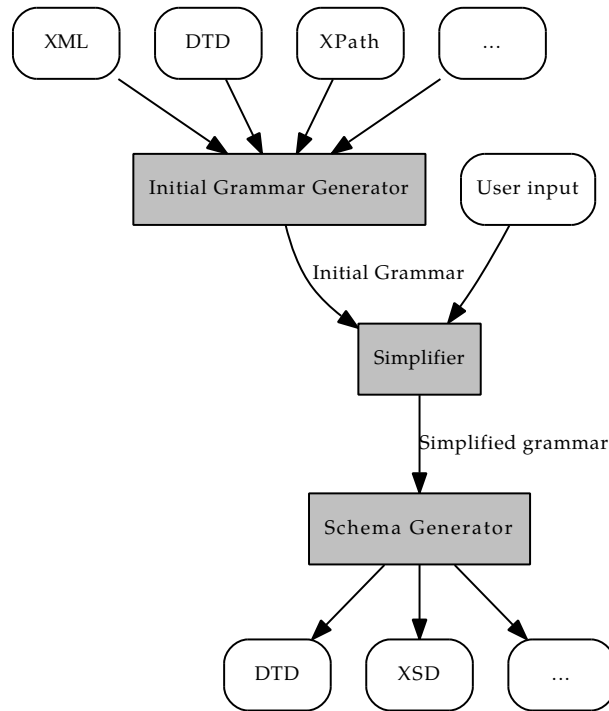 XML
DTD
XPath
...
Initial Grammar Generator
User input
Initial Grammar
Simplifier
Simplified grammar
Schema Generator
DTD
XSD
...